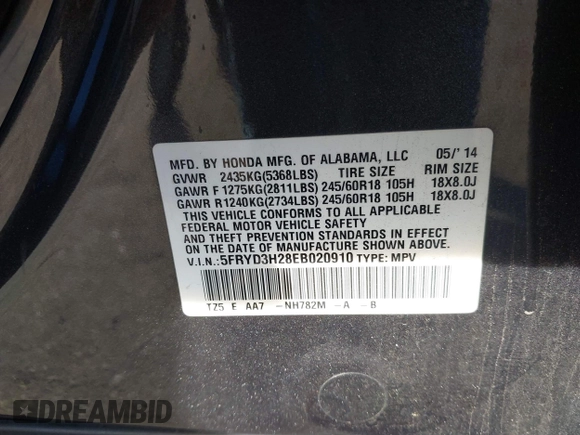 MFD. BY HONDA MFG. OF ALABAMA, LLC 05/'14
GVWR 2435KG(5368LBS) TIRE SIZE RIM SIZE
GAWR F 1275KG(2811LBS) 245/60R18 105H 18X8.0J
GAWR R1240KG(2734LBS) 245/60R18 105H 18X8.0J
THIS VEHICLE CONFORMS TO ALL APPLICABLE
FEDERAL MOTOR VEHICLE SAFETY
AND THEFT PREVENTION STANDARDS IN EFFECT
ON THE DATE OF MANUFACTURE SHOWN ABOVE.
V.I.N.:5FRYD3H28EB020910 TYPE: MPV
TZ5 E AA7 -NH782M -A -B
DREAMBID